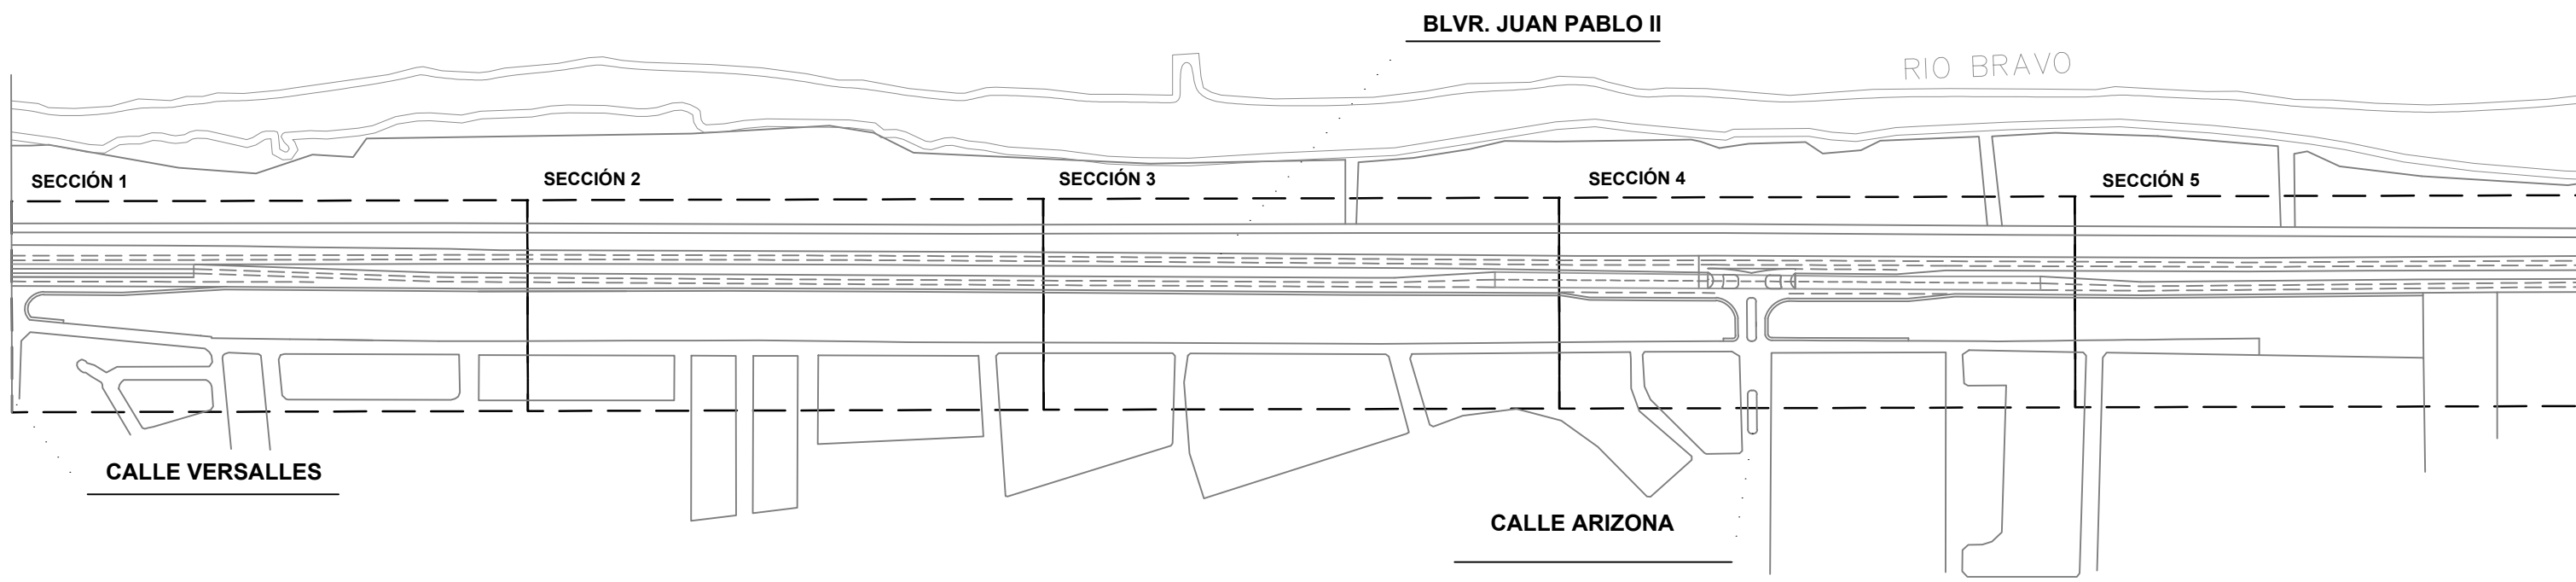 BLVR. JUAN PABLO II
RIO BRAVO
SECCIÓN 1
SECCIÓN 2
SECCIÓN 3
SECCIÓN 4
SECCIÓN 5
CALLE VERSALLES
CALLE ARIZONA